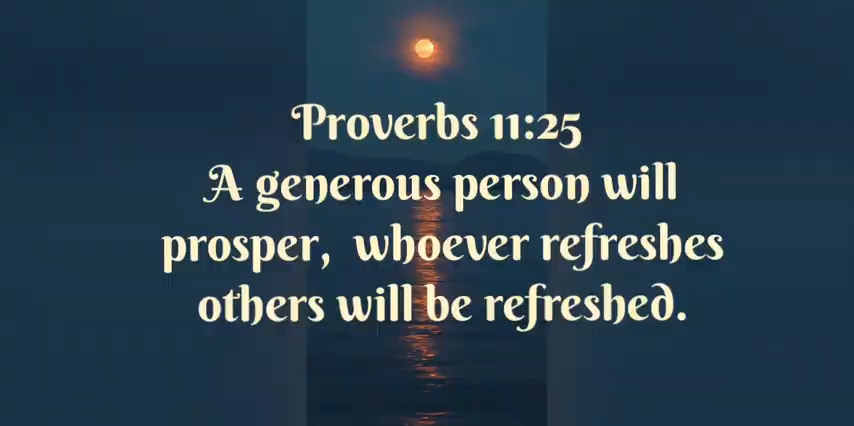 Proverbs 11:25
A generous person will
prosper,  whoever refreshes
others will be refreshed.